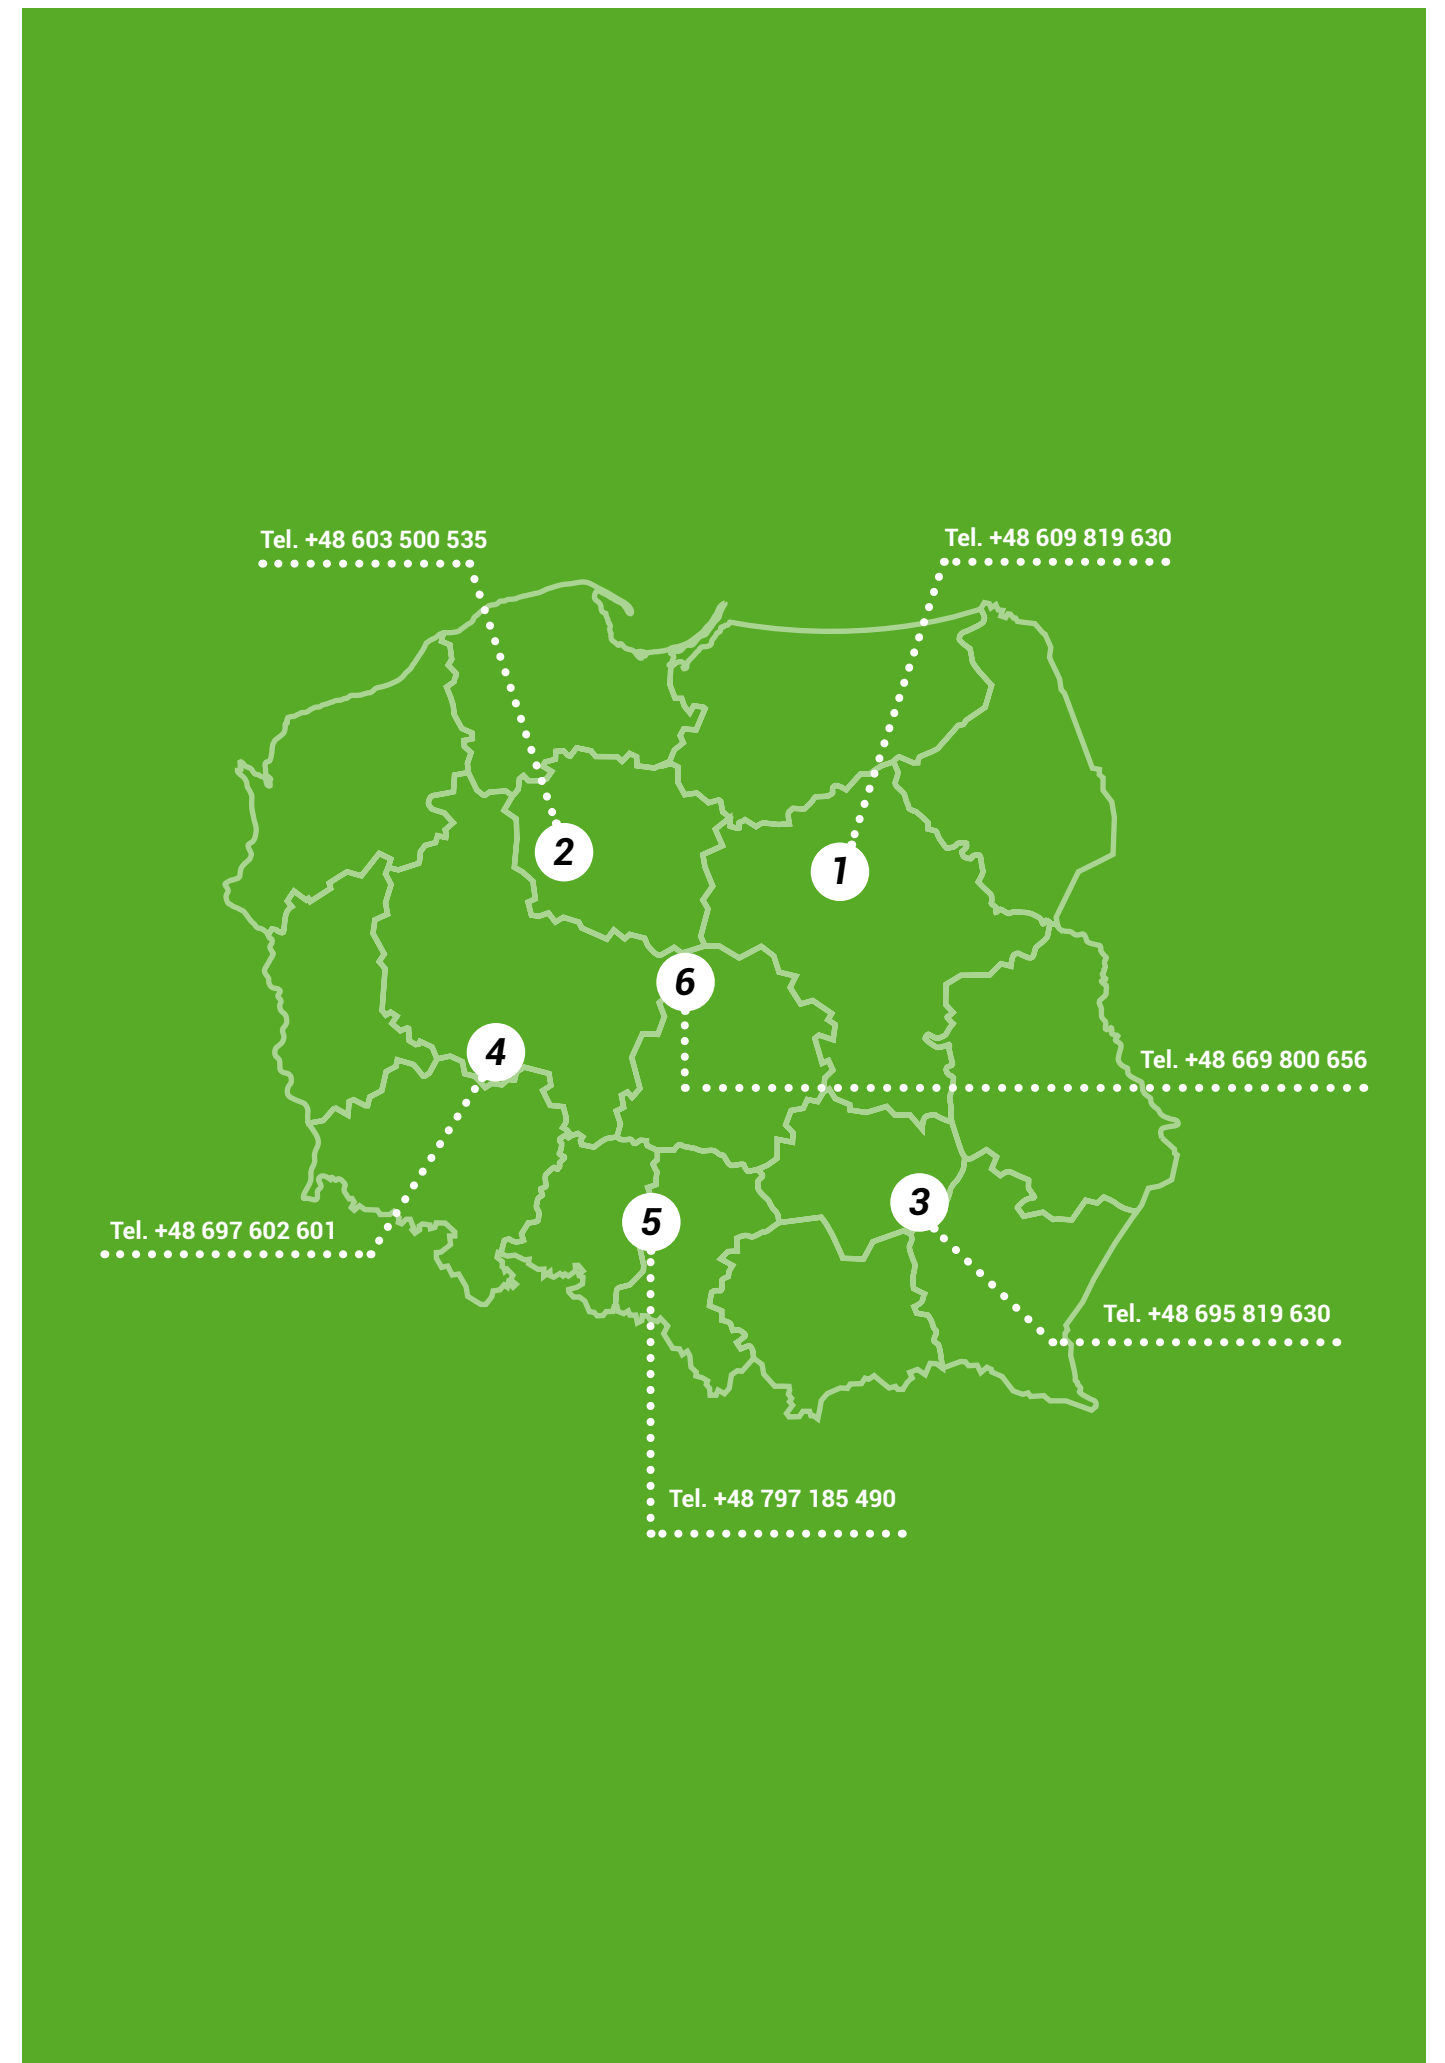 Tel. +48 603 500 535
Tel. +48 609 819 630
2
1
6
4
Tel. +48 669 800 656
3
5
Tel. +48 697 602 601
Tel. +48 695 819 630
Tel. +48 797 185 490